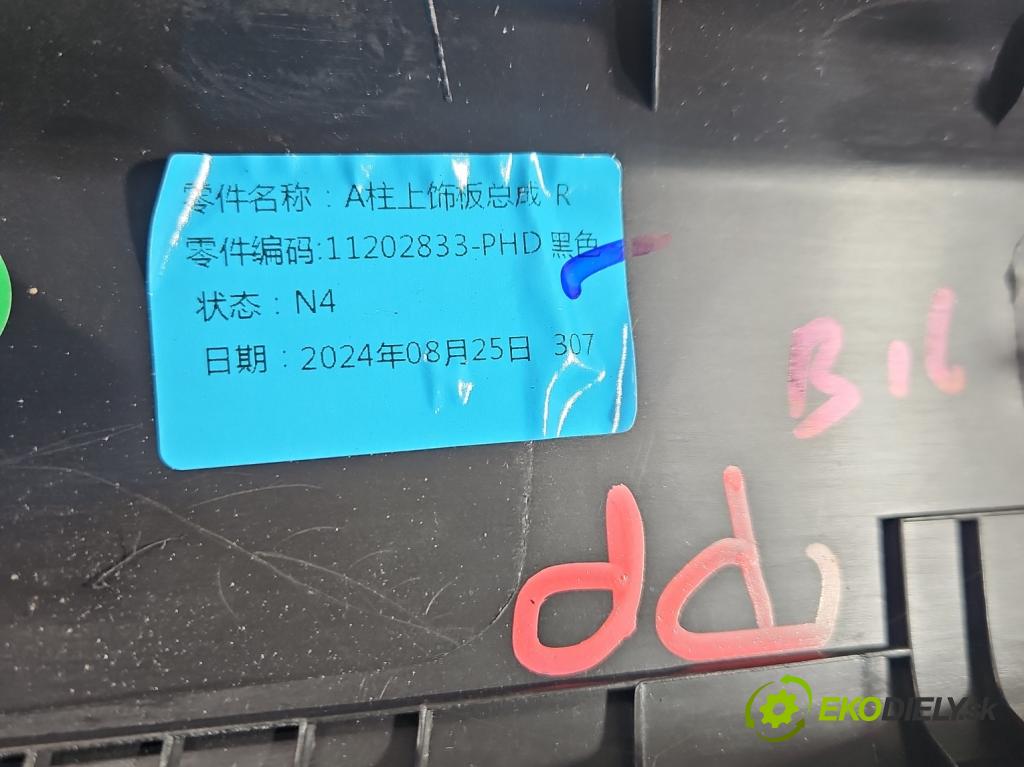 零件名称：A柱上饰板总成 R
零件编码:11202833-PHD 黑色
状态：N4
日期：2024年08月25日 307
B16
EKODIELY.sk